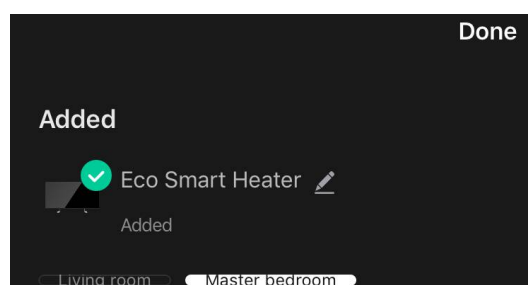 Done
Added
Eco Smart Heater
Added
Living room Master bedroom